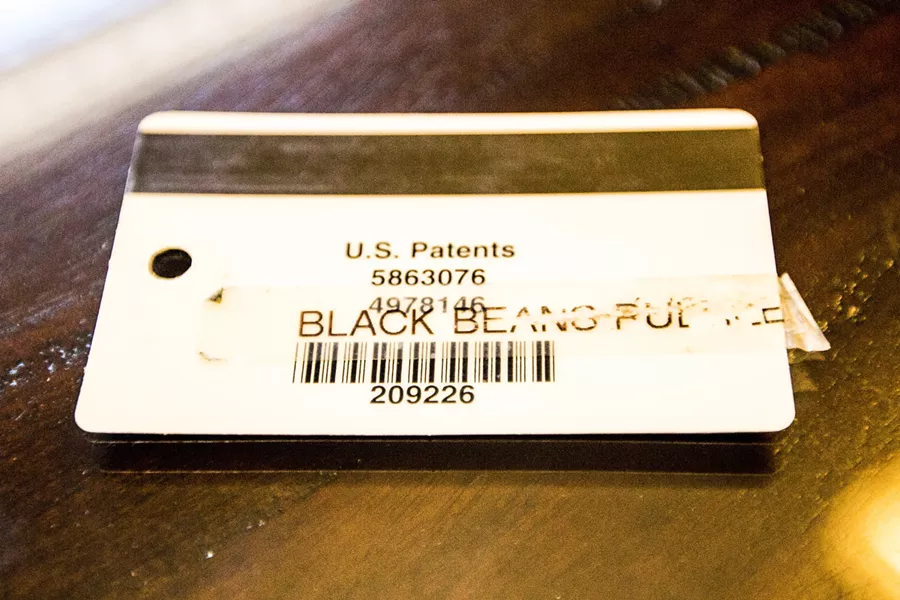 U.S. Patents
5863076
4978146
BLACK BEANS
209226